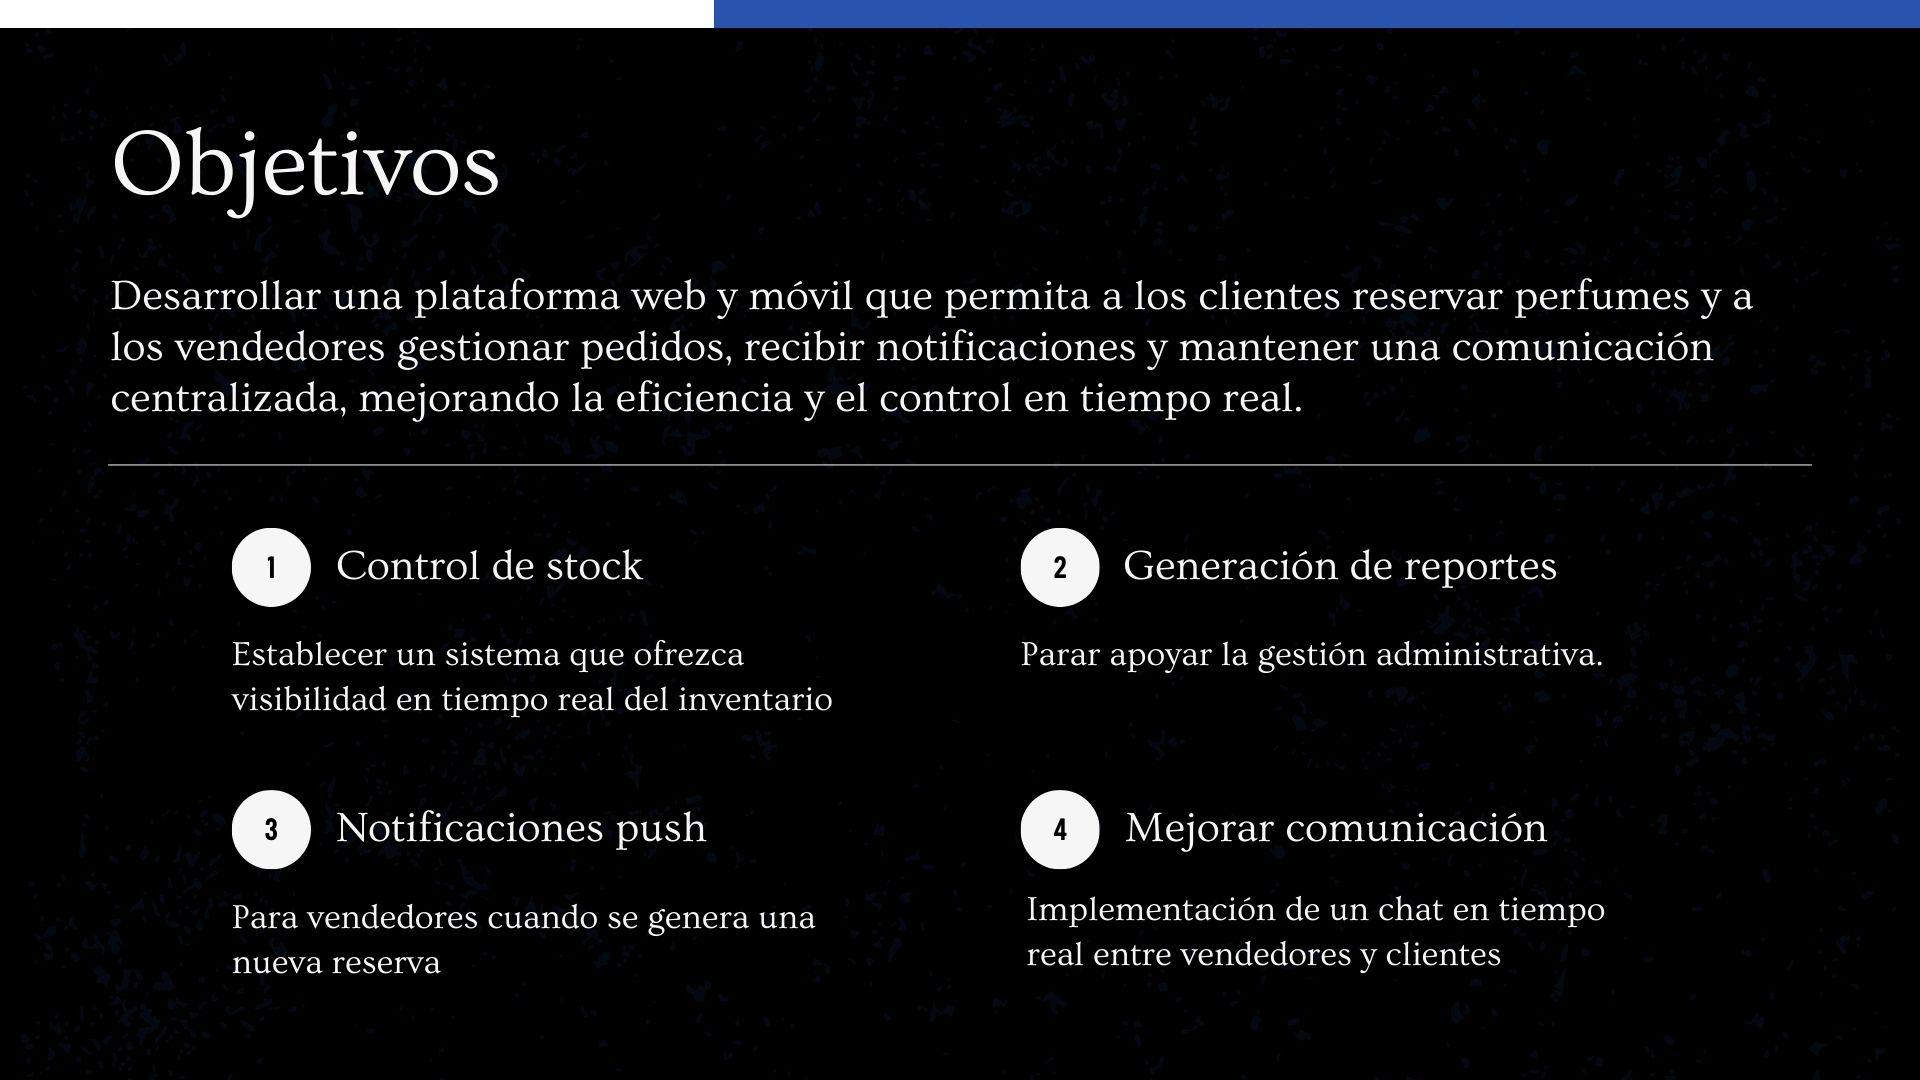 Objetivos
Desarrollar una plataforma web y móvil que permita a los clientes reservar perfumes y a
los vendedores gestionar pedidos, recibir notificaciones y mantener una comunicación
centralizada, mejorando la eficiencia y el control en tiempo real.
1 Control de stock
Establecer un sistema que ofrezca
visibilidad en tiempo real del inventario
2 Generación de reportes
Parar apoyar la gestión administrativa.
3 Notificaciones push
Para vendedores cuando se genera una
nueva reserva
4 Mejorar comunicación
Implementación de un chat en tiempo
real entre vendedores y clientes